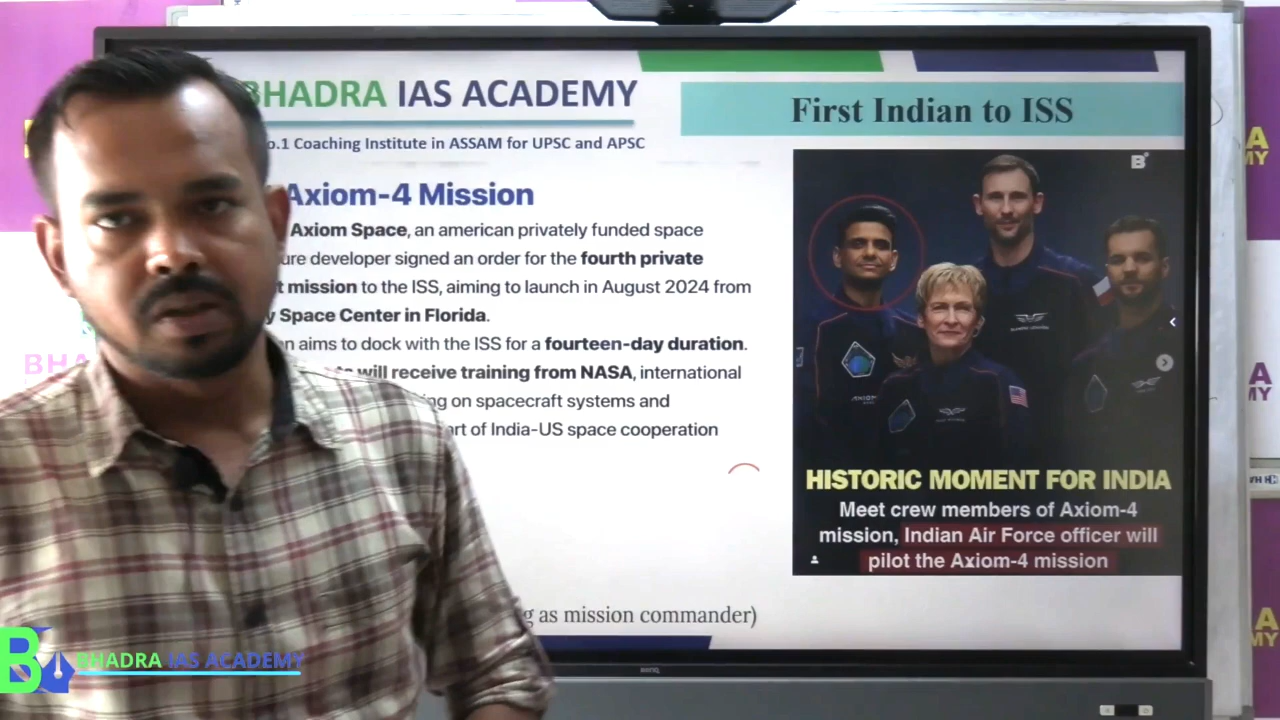 BHADRA IAS ACADEMY
No.1 Coaching Institute in ASSAM for UPSC and APSC
First Indian to ISS
Axiom-4 Mission
Axiom Space, an american privately funded space
developer signed an order for the fourth private
mission to the ISS, aiming to launch in August 2024 from
Space Center in Florida.
aims to dock with the ISS for a fourteen-day duration.
will receive training from NASA, international
on spacecraft systems and
of India-US space cooperation
as mission commander)
HISTORIC MOMENT FOR INDIA
Meet crew members of Axiom-4
mission, Indian Air Force officer will
pilot the Axiom-4 mission
BHADRA IAS ACADEMY
BenQ